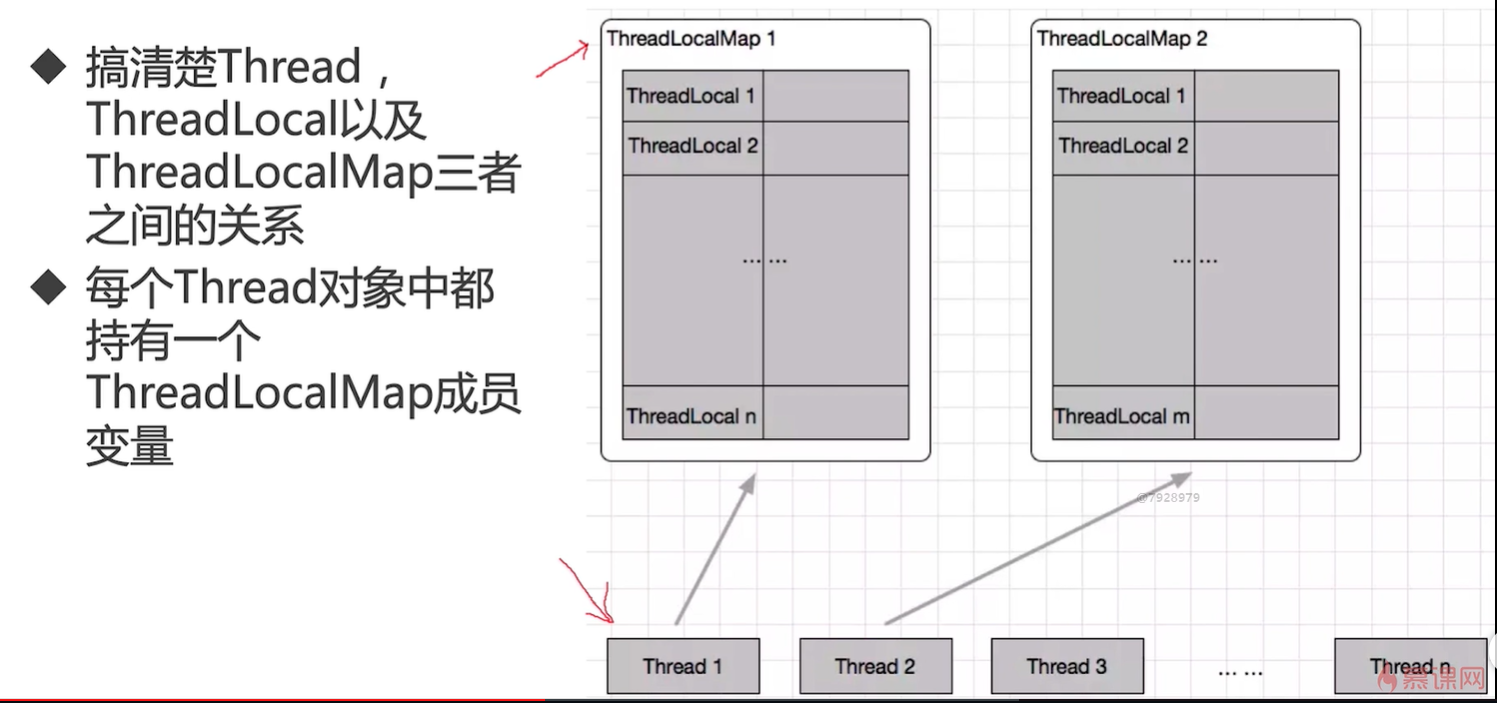 搞清楚Thread，
ThreadLocal以及
ThreadLocalMap三者
之间的关系
每个Thread对象中都
持有一个
ThreadLocalMap成员
变量
ThreadLocalMap 1
ThreadLocal 1
ThreadLocal 2
... ...
ThreadLocal n
ThreadLocalMap 2
ThreadLocal 1
ThreadLocal 2
... ...
ThreadLocal m
@7928979
Thread 1
Thread 2
Thread 3
... ...
Thread n
慕课网